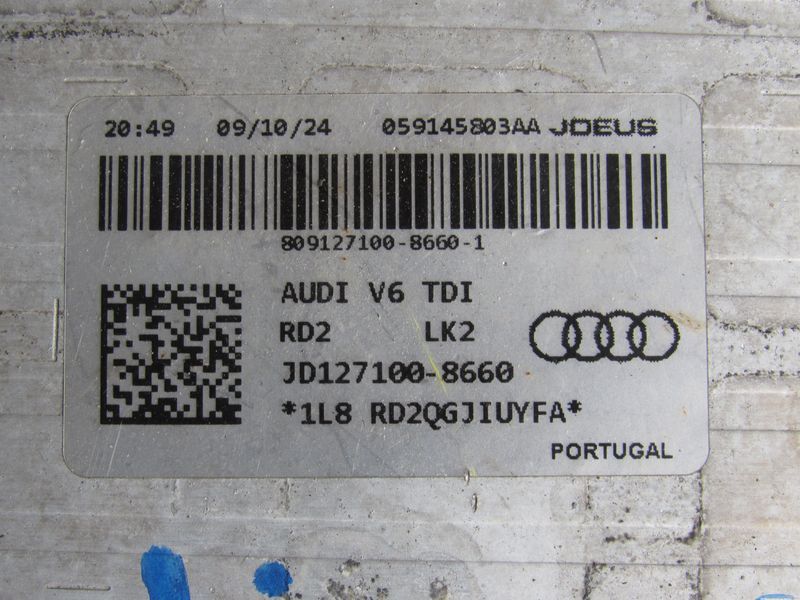 20:49 09/10/24 059145803AA JDEUS
809127100-8660-1
AUDI V6 TDI
RD2 LK2
JD127100-8660
*1L8 RD2QGJIUYFA*
PORTUGAL